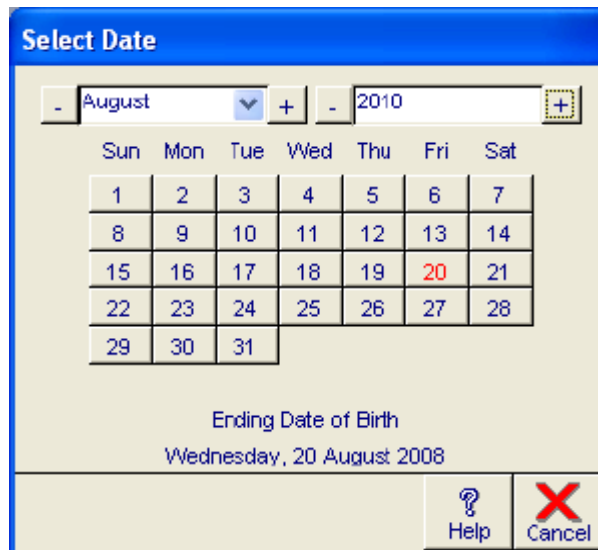 Select Date
- August + - 2010 +
Sun Mon Tue Wed Thu Fri Sat
1 2 3 4 5 6 7
8 9 10 11 12 13 14
15 16 17 18 19 20 21
22 23 24 25 26 27 28
29 30 31
Ending Date of Birth
Wednesday, 20 August 2008
? X
Help Cancel